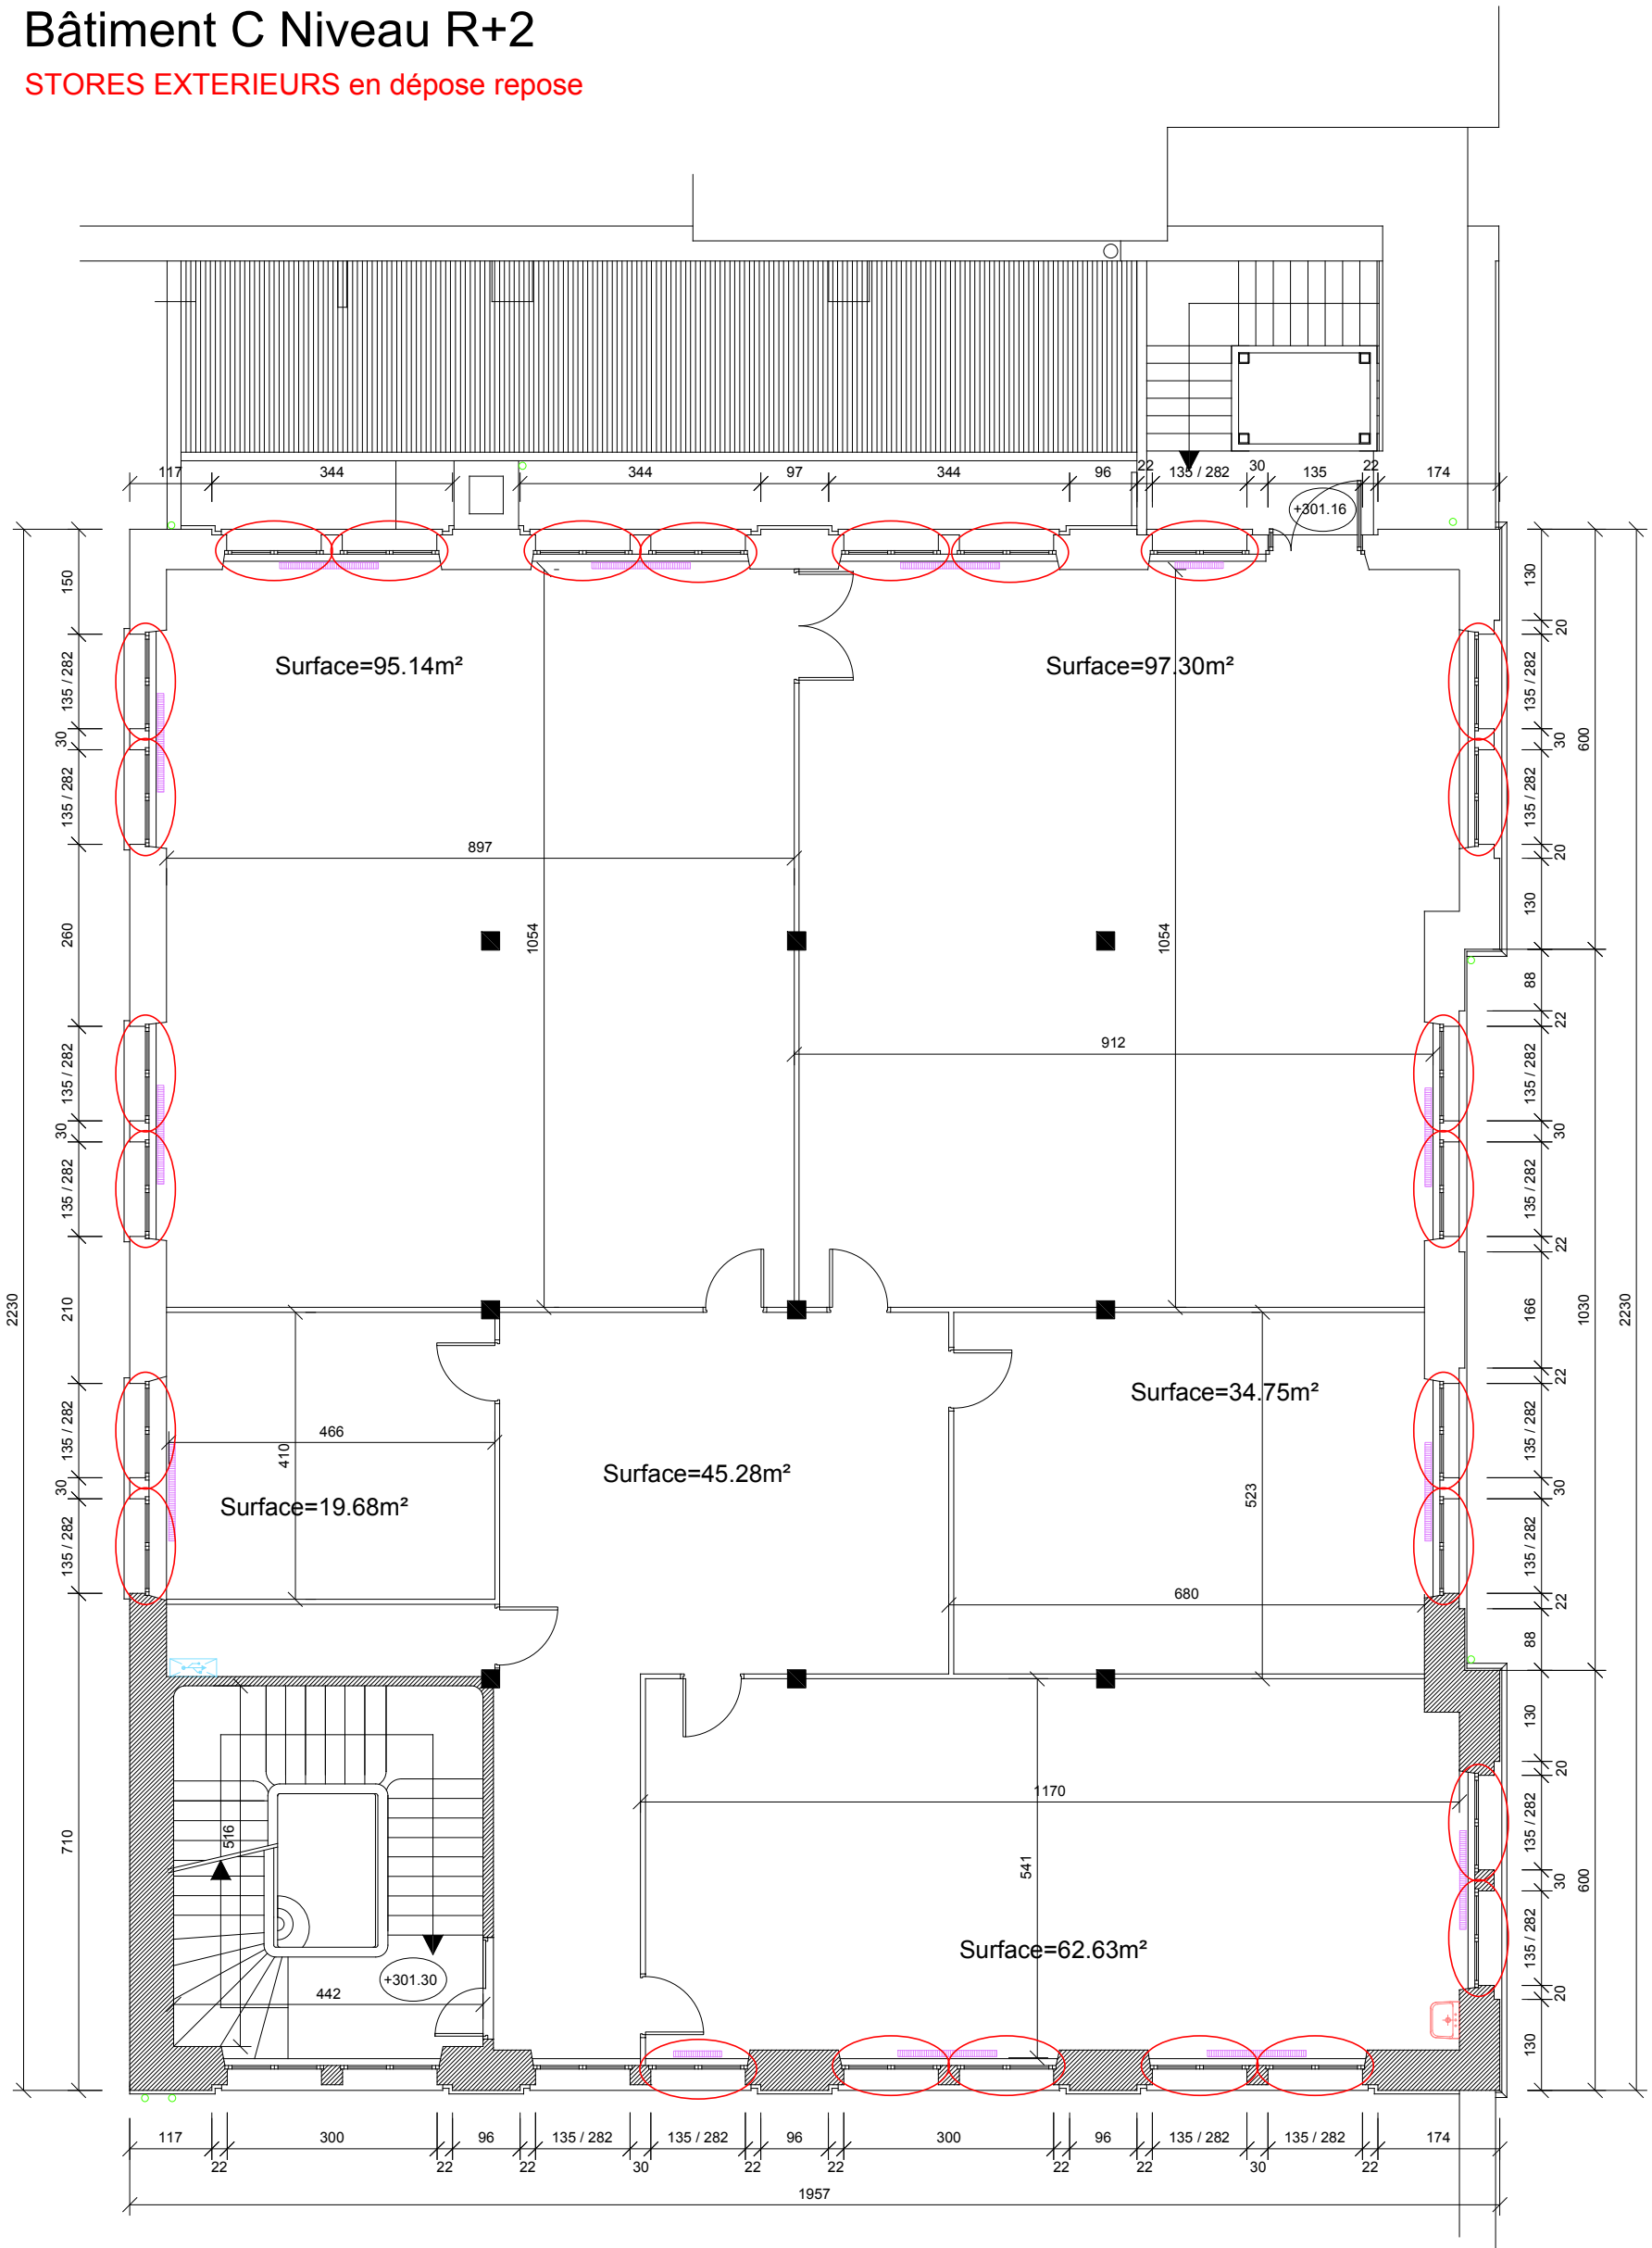 Bâtiment C Niveau R+2
STORES EXTERIEURS en dépose repose
117
344
344
97
344
96
22
135 / 282
30
135
22
174
+301.16
150
135 / 282
30
135 / 282
260
135 / 282
30
135 / 282
210
135 / 282
30
135 / 282
710
2230
Surface=95.14m²
Surface=97.30m²
897
1054
1054
912
466
410
Surface=19.68m²
Surface=45.28m²
Surface=34.75m²
523
680
516
442
+301.30
1170
541
Surface=62.63m²
130
20
135 / 282
30
135 / 282
20
130
88
22
135 / 282
30
135 / 282
22
166
22
135 / 282
30
135 / 282
22
88
130
20
135 / 282
30
135 / 282
20
130
600
1030
600
2230
117
22
300
22
96
22
135 / 282
30
135 / 282
22
96
22
300
22
96
22
135 / 282
30
135 / 282
22
174
1957